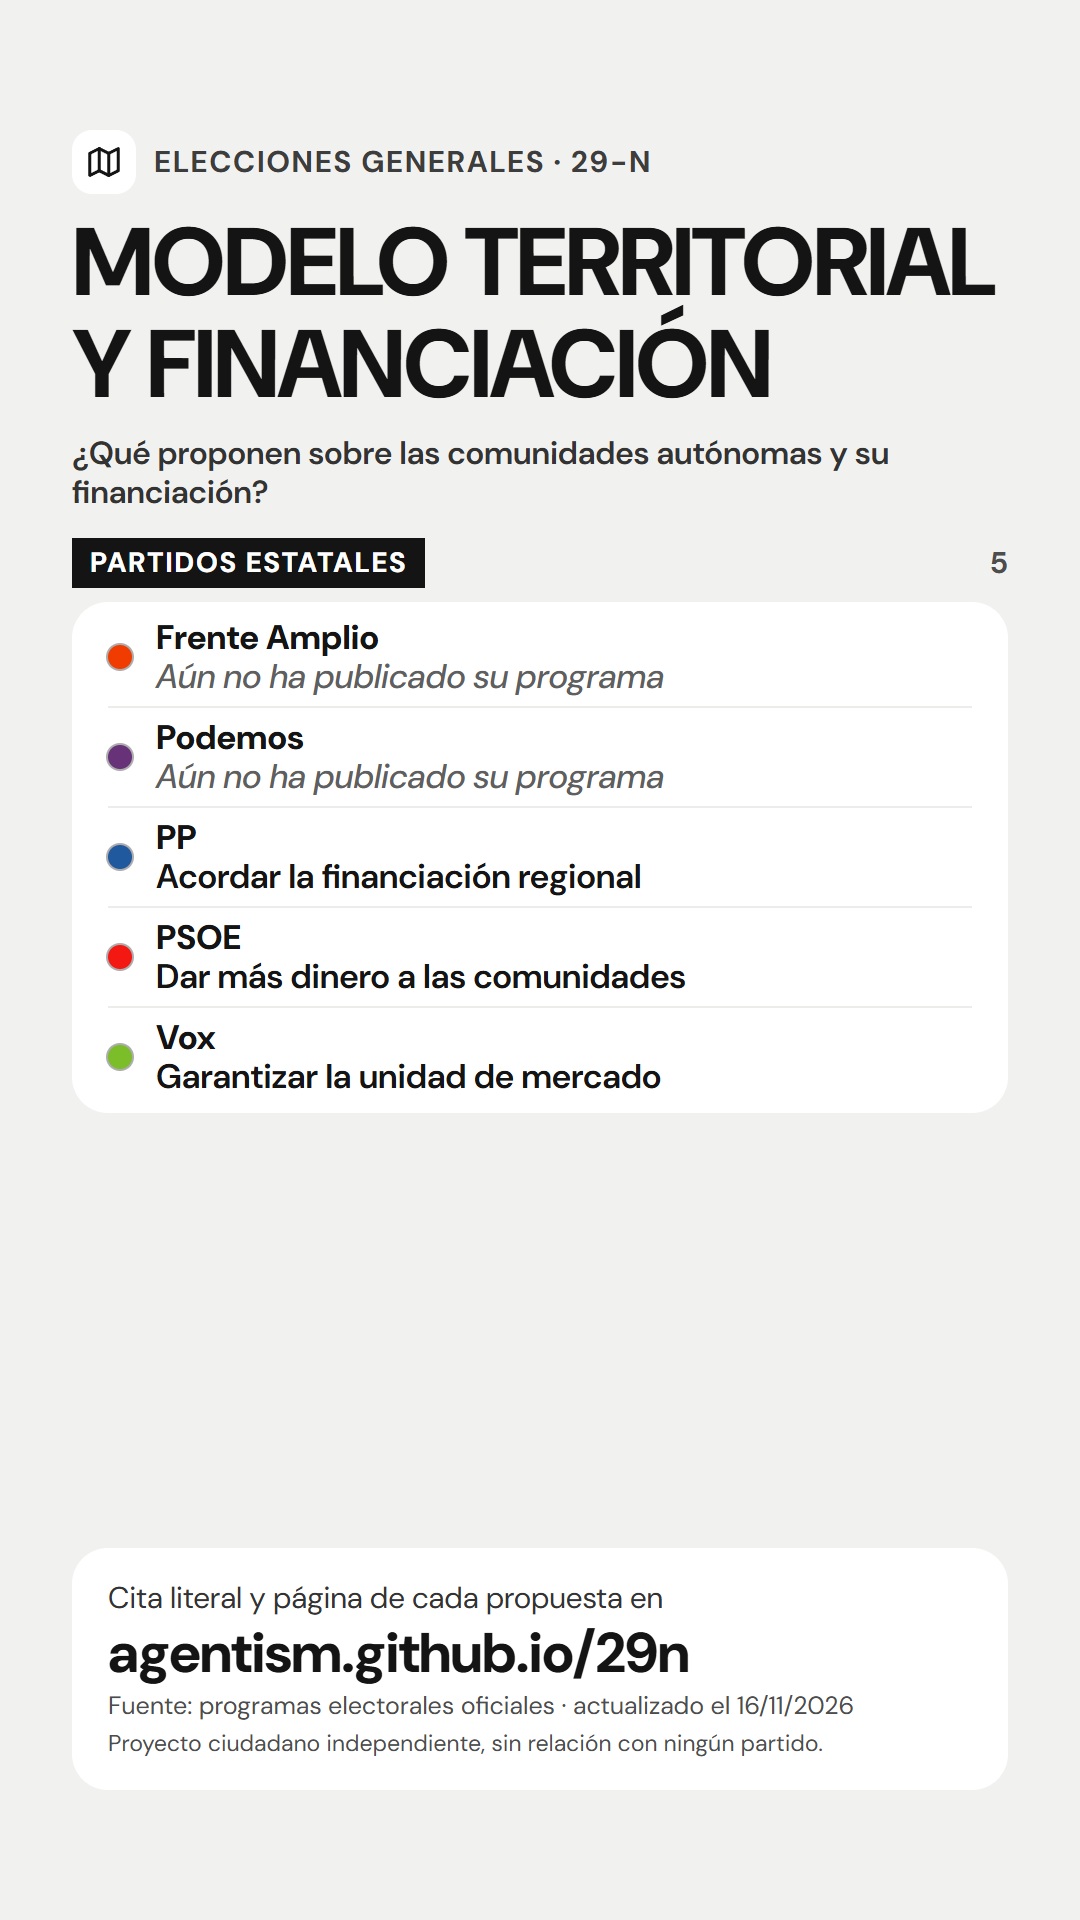 ELECCIONES GENERALES · 29-N
MODELO TERRITORIAL
Y FINANCIACIÓN
¿Qué proponen sobre las comunidades autónomas y su
financiación?
PARTIDOS ESTATALES 5
Frente Amplio
Aún no ha publicado su programa
Podemos
Aún no ha publicado su programa
PP
Acordar la financiación regional
PSOE
Dar más dinero a las comunidades
Vox
Garantizar la unidad de mercado
Cita literal y página de cada propuesta en
agentism.github.io/29n
Fuente: programas electorales oficiales · actualizado el 16/11/2026
Proyecto ciudadano independiente, sin relación con ningún partido.